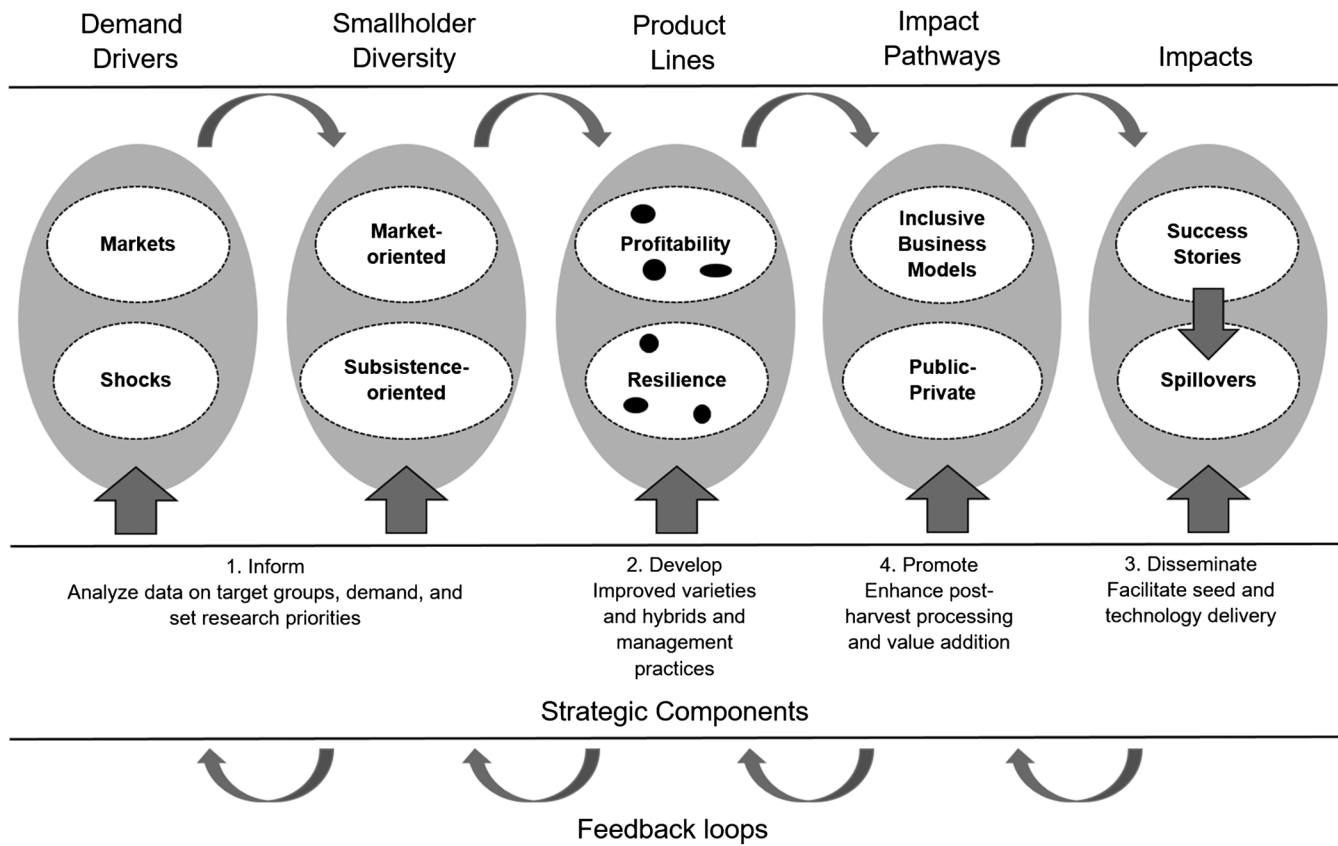 Demand
Drivers
Smallholder
Diversity
Product
Lines
Impact
Pathways
Impacts
Markets
Shocks
Market-
oriented
Subsistence-
oriented
Profitability
Resilience
Inclusive
Business
Models
Public-
Private
Success
Stories
Spillovers
1. Inform
Analyze data on target groups, demand, and
set research priorities
2. Develop
Improved varieties
and hybrids and
management
practices
4. Promote
Enhance post-
harvest processing
and value addition
3. Disseminate
Facilitate seed and
technology delivery
Strategic Components
Feedback loops